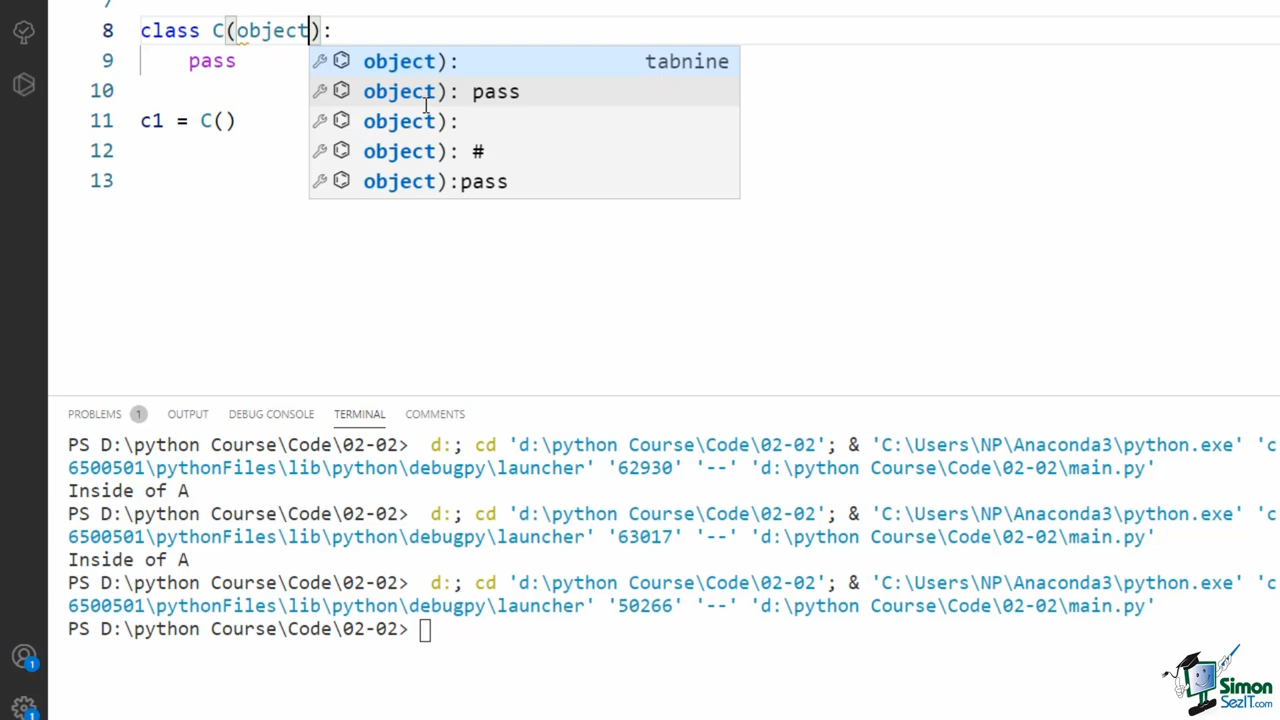 7
8 class C(object):
9 pass
object): tabnine
10
object): pass
11 c1 = C()
object):
12
object): #
13
object):pass
PROBLEMS 1 OUTPUT DEBUG CONSOLE TERMINAL COMMENTS
PS D:\python Course\Code\02-02> d:; cd 'd:\python Course\Code\02-02'; & 'C:\Users\NP\Anaconda3\python.exe' 'c
6500501\pythonFiles\lib\python\debugpy\launcher' '62930' '--' 'd:\python Course\Code\02-02\main.py'
Inside of A
PS D:\python Course\Code\02-02> d:; cd 'd:\python Course\Code\02-02'; & 'C:\Users\NP\Anaconda3\python.exe' 'c
6500501\pythonFiles\lib\python\debugpy\launcher' '63017' '--' 'd:\python Course\Code\02-02\main.py'
Inside of A
PS D:\python Course\Code\02-02> d:; cd 'd:\python Course\Code\02-02'; & 'C:\Users\NP\Anaconda3\python.exe' 'c
6500501\pythonFiles\lib\python\debugpy\launcher' '50266' '--' 'd:\python Course\Code\02-02\main.py'
PS D:\python Course\Code\02-02>
1
1
Simon
SezIT.com